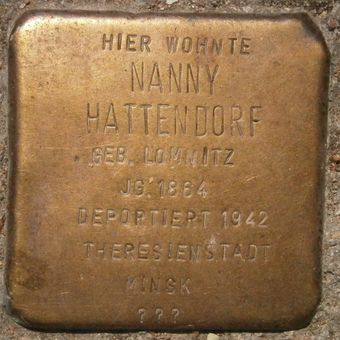 HIER WOHNTE
NANNY
HATTENDORF
GEB. LOMNITZ
JG. 1864
DEPORTIERT 1942
THERESIENSTADT
MINSK
???